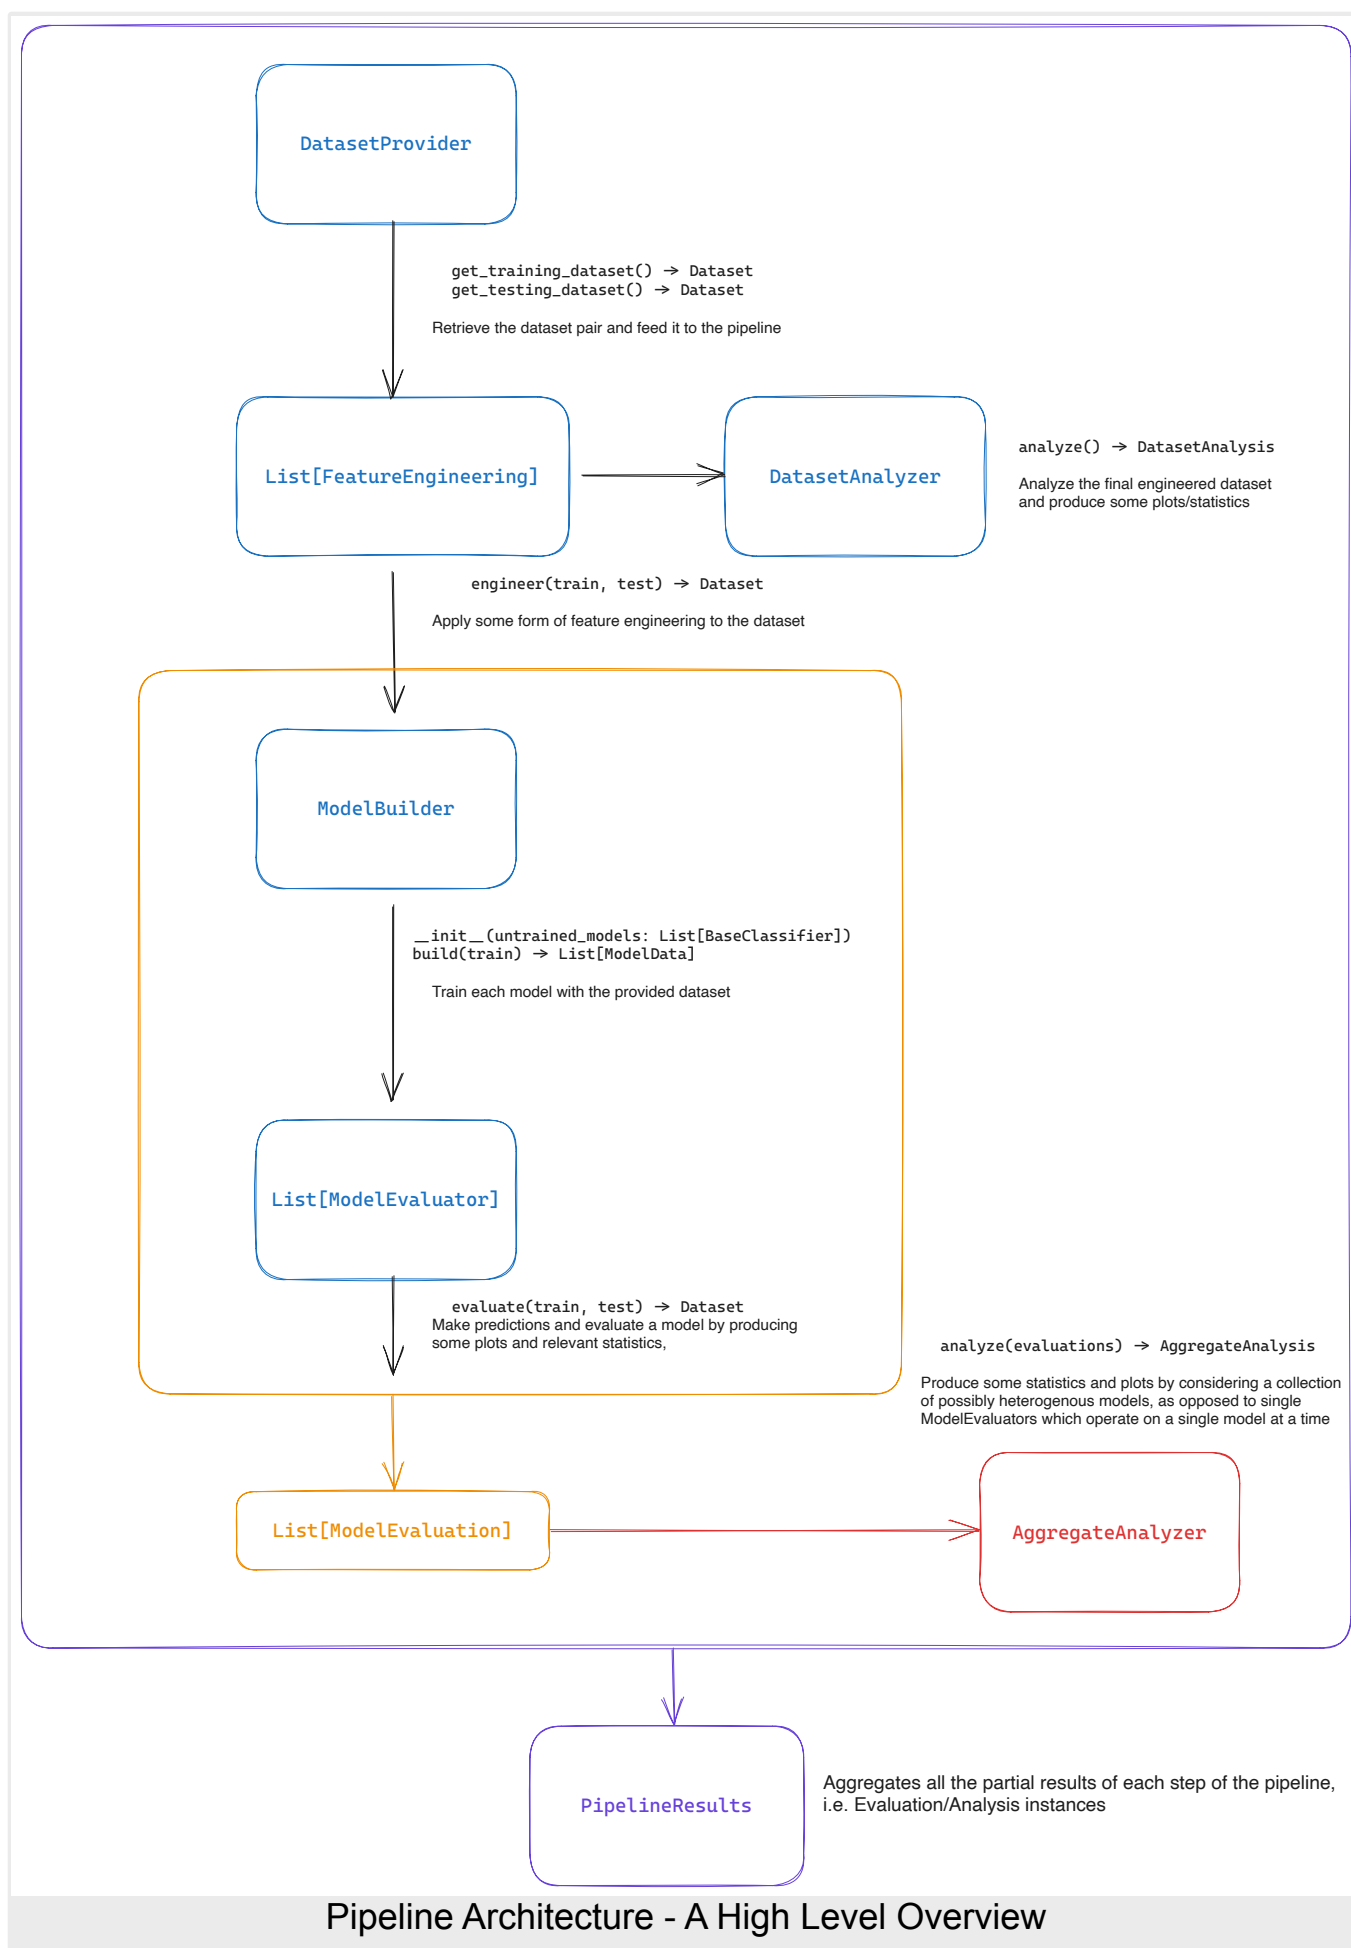 DatasetProvider
get_training_dataset() → Dataset
get_testing_dataset() → Dataset
Retrieve the dataset pair and feed it to the pipeline
List[FeatureEngineering]
DatasetAnalyzer
analyze() → DatasetAnalysis
Analyze the final engineered dataset
and produce some plots/statistics
engineer(train, test) → Dataset
Apply some form of feature engineering to the dataset
ModelBuilder
__init__(untrained_models: List[BaseClassifier])
build(train) → List[ModelData]
Train each model with the provided dataset
List[ModelEvaluator]
evaluate(train, test) → Dataset
Make predictions and evaluate a model by producing
some plots and relevant statistics,
analyze(evaluations) → AggregateAnalysis
Produce some statistics and plots by considering a collection
of possibly heterogenous models, as opposed to single
ModelEvaluators which operate on a single model at a time
List[ModelEvaluation]
AggregateAnalyzer
PipelineResults
Aggregates all the partial results of each step of the pipeline,
i.e. Evaluation/Analysis instances
Pipeline Architecture - A High Level Overview